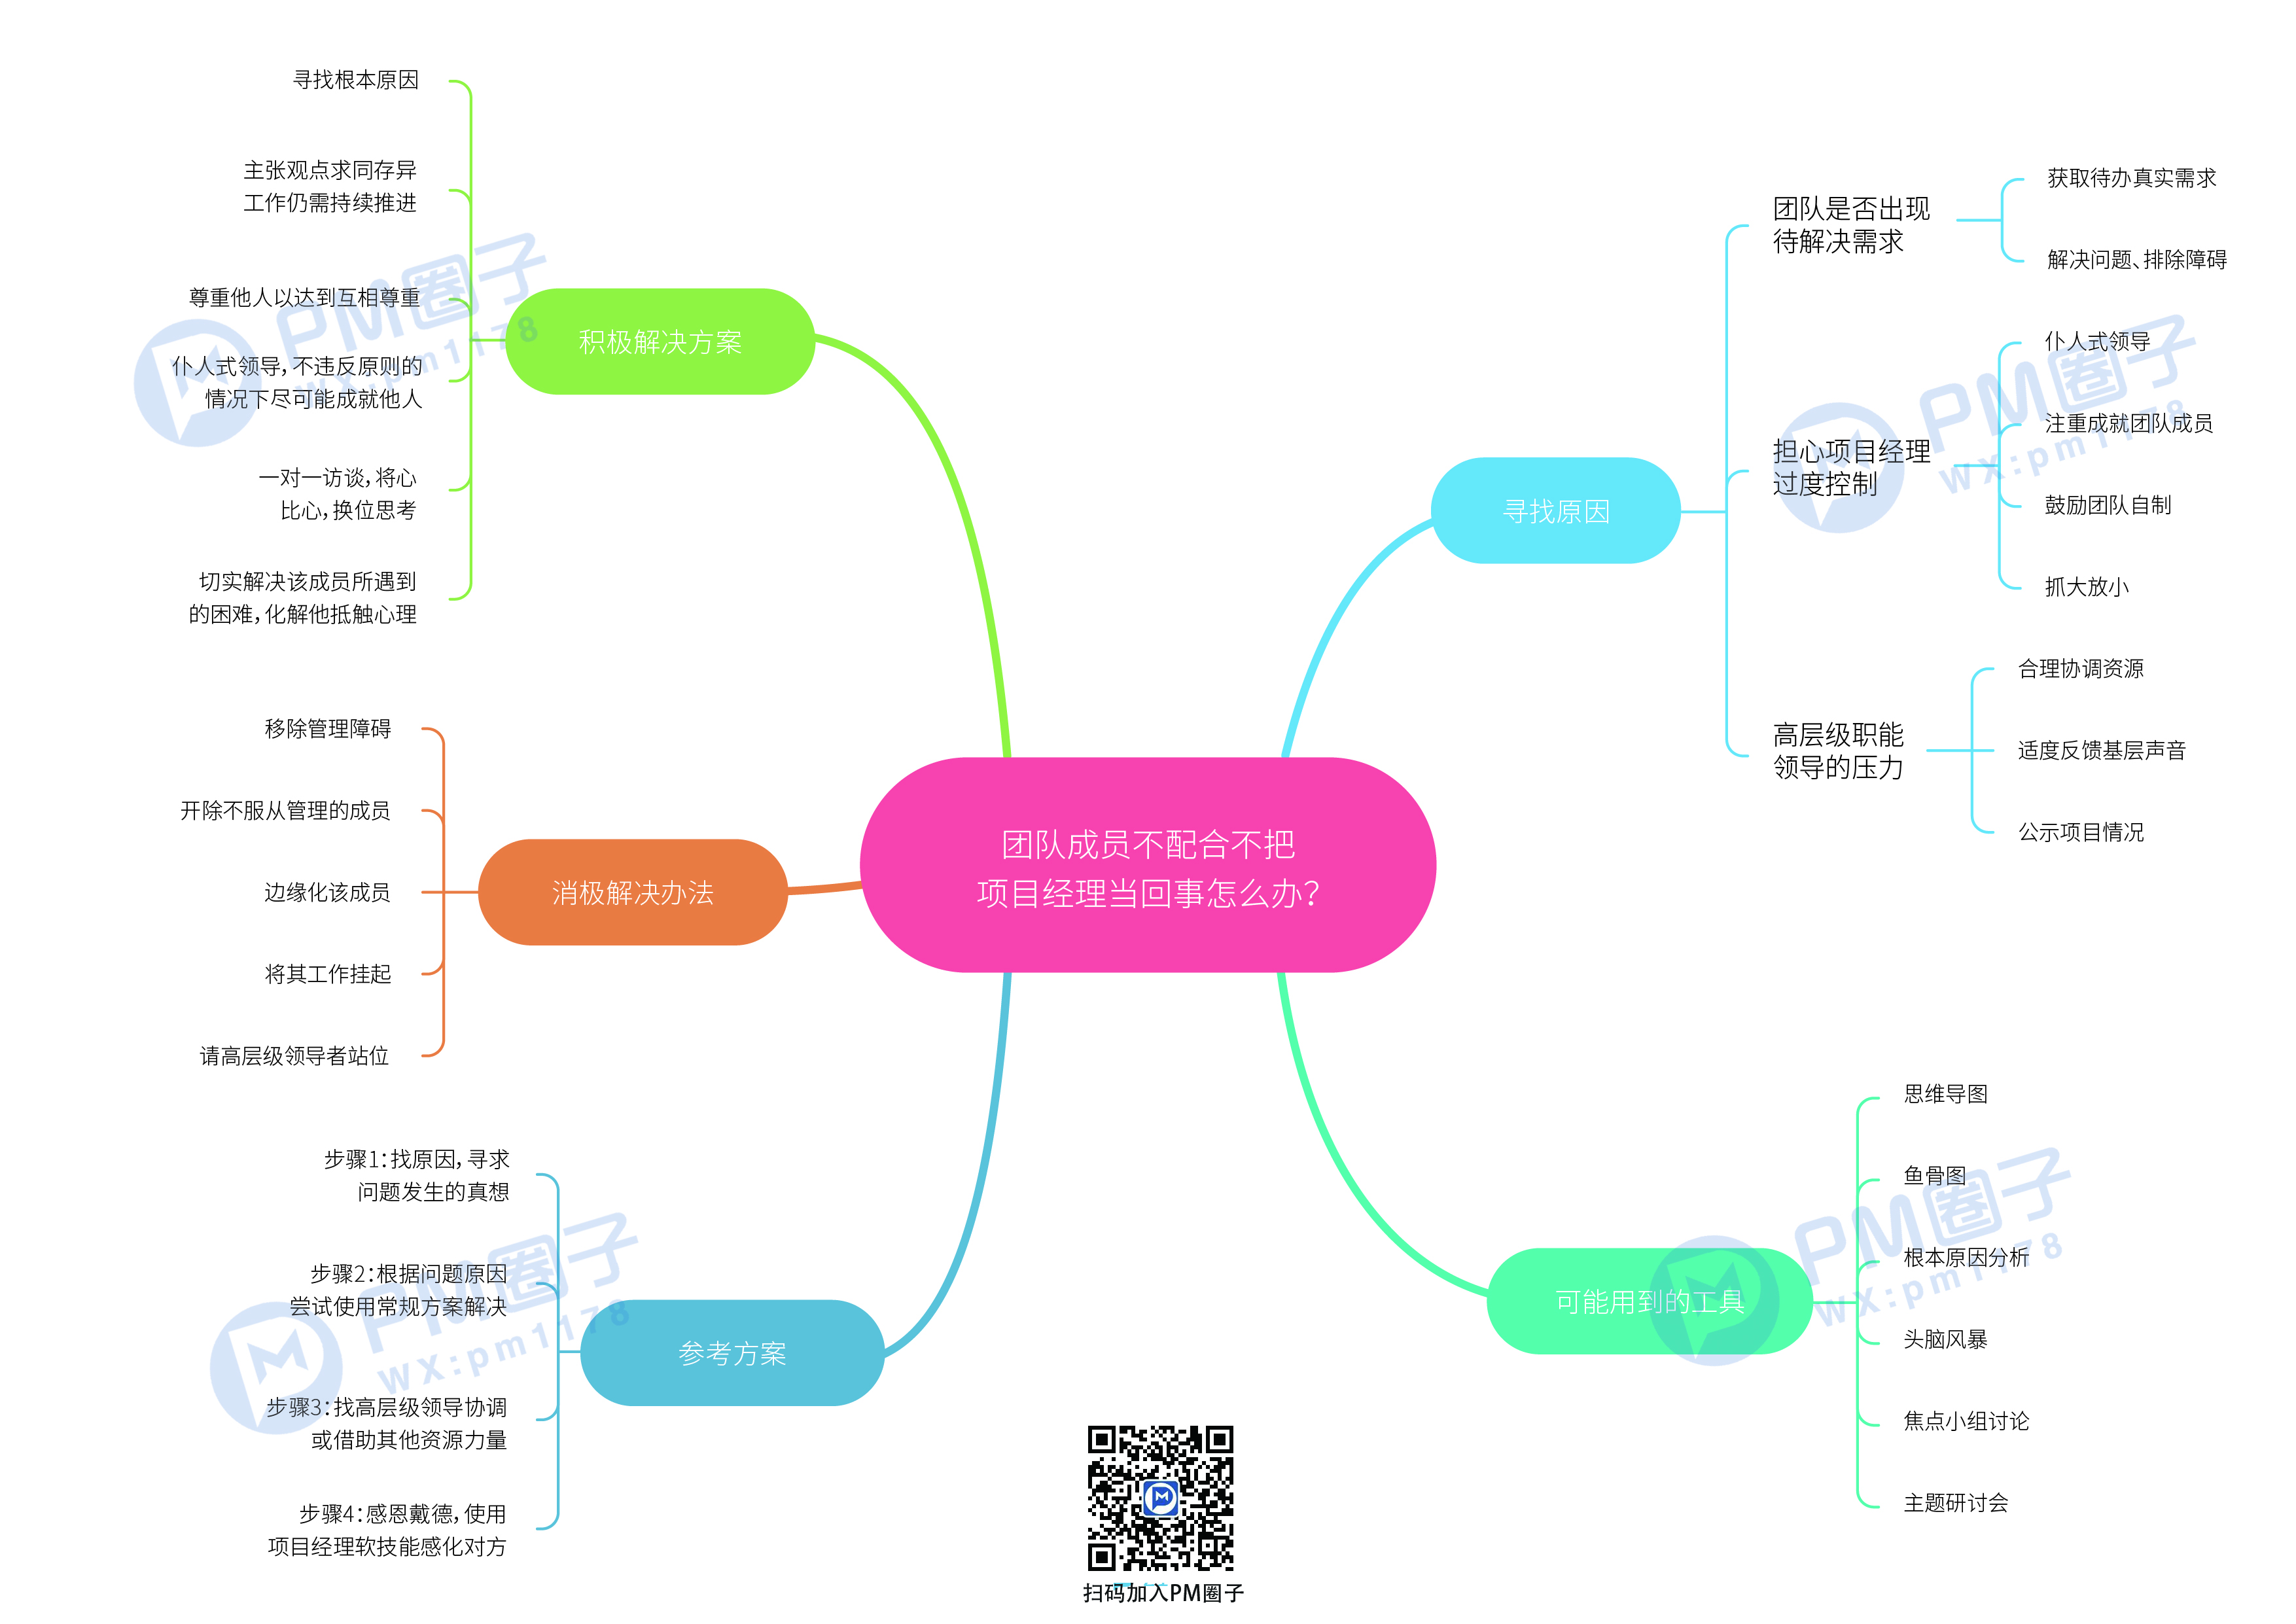 团队成员不配合不把
项目经理当回事怎么办?
积极解决方案
寻找根本原因
主张观点求同存异
工作仍需持续推进
尊重他人以达到互相尊重
仆人式领导,不违反原则的
情况下尽可能成就他人
一对一访谈,将心
比心,换位思考
切实解决该成员所遇到
的困难,化解他抵触心理
消极解决办法
移除管理障碍
开除不服从管理的成员
边缘化该成员
将其工作挂起
请高层级领导者站位
参考方案
步骤1:找原因,寻求
问题发生的真想
步骤2:根据问题原因
尝试使用常规方案解决
步骤3:找高层级领导协调
或借助其他资源力量
步骤4:感恩戴德,使用
项目经理软技能感化对方
寻找原因
团队是否出现
待解决需求
获取待办真实需求
解决问题、排除障碍
担心项目经理
过度控制
仆人式领导
注重成就团队成员
鼓励团队自制
抓大放小
高层级职能
领导的压力
合理协调资源
适度反馈基层声音
公示项目情况
可能用到的工具
思维导图
鱼骨图
根本原因分析
头脑风暴
焦点小组讨论
主题研讨会
扫码加入PM圈子
PM圈子
wx:pm1178
PM圈子
wx:pm1178
PM圈子
wx:pm1178
PM圈子
wx:pm1178